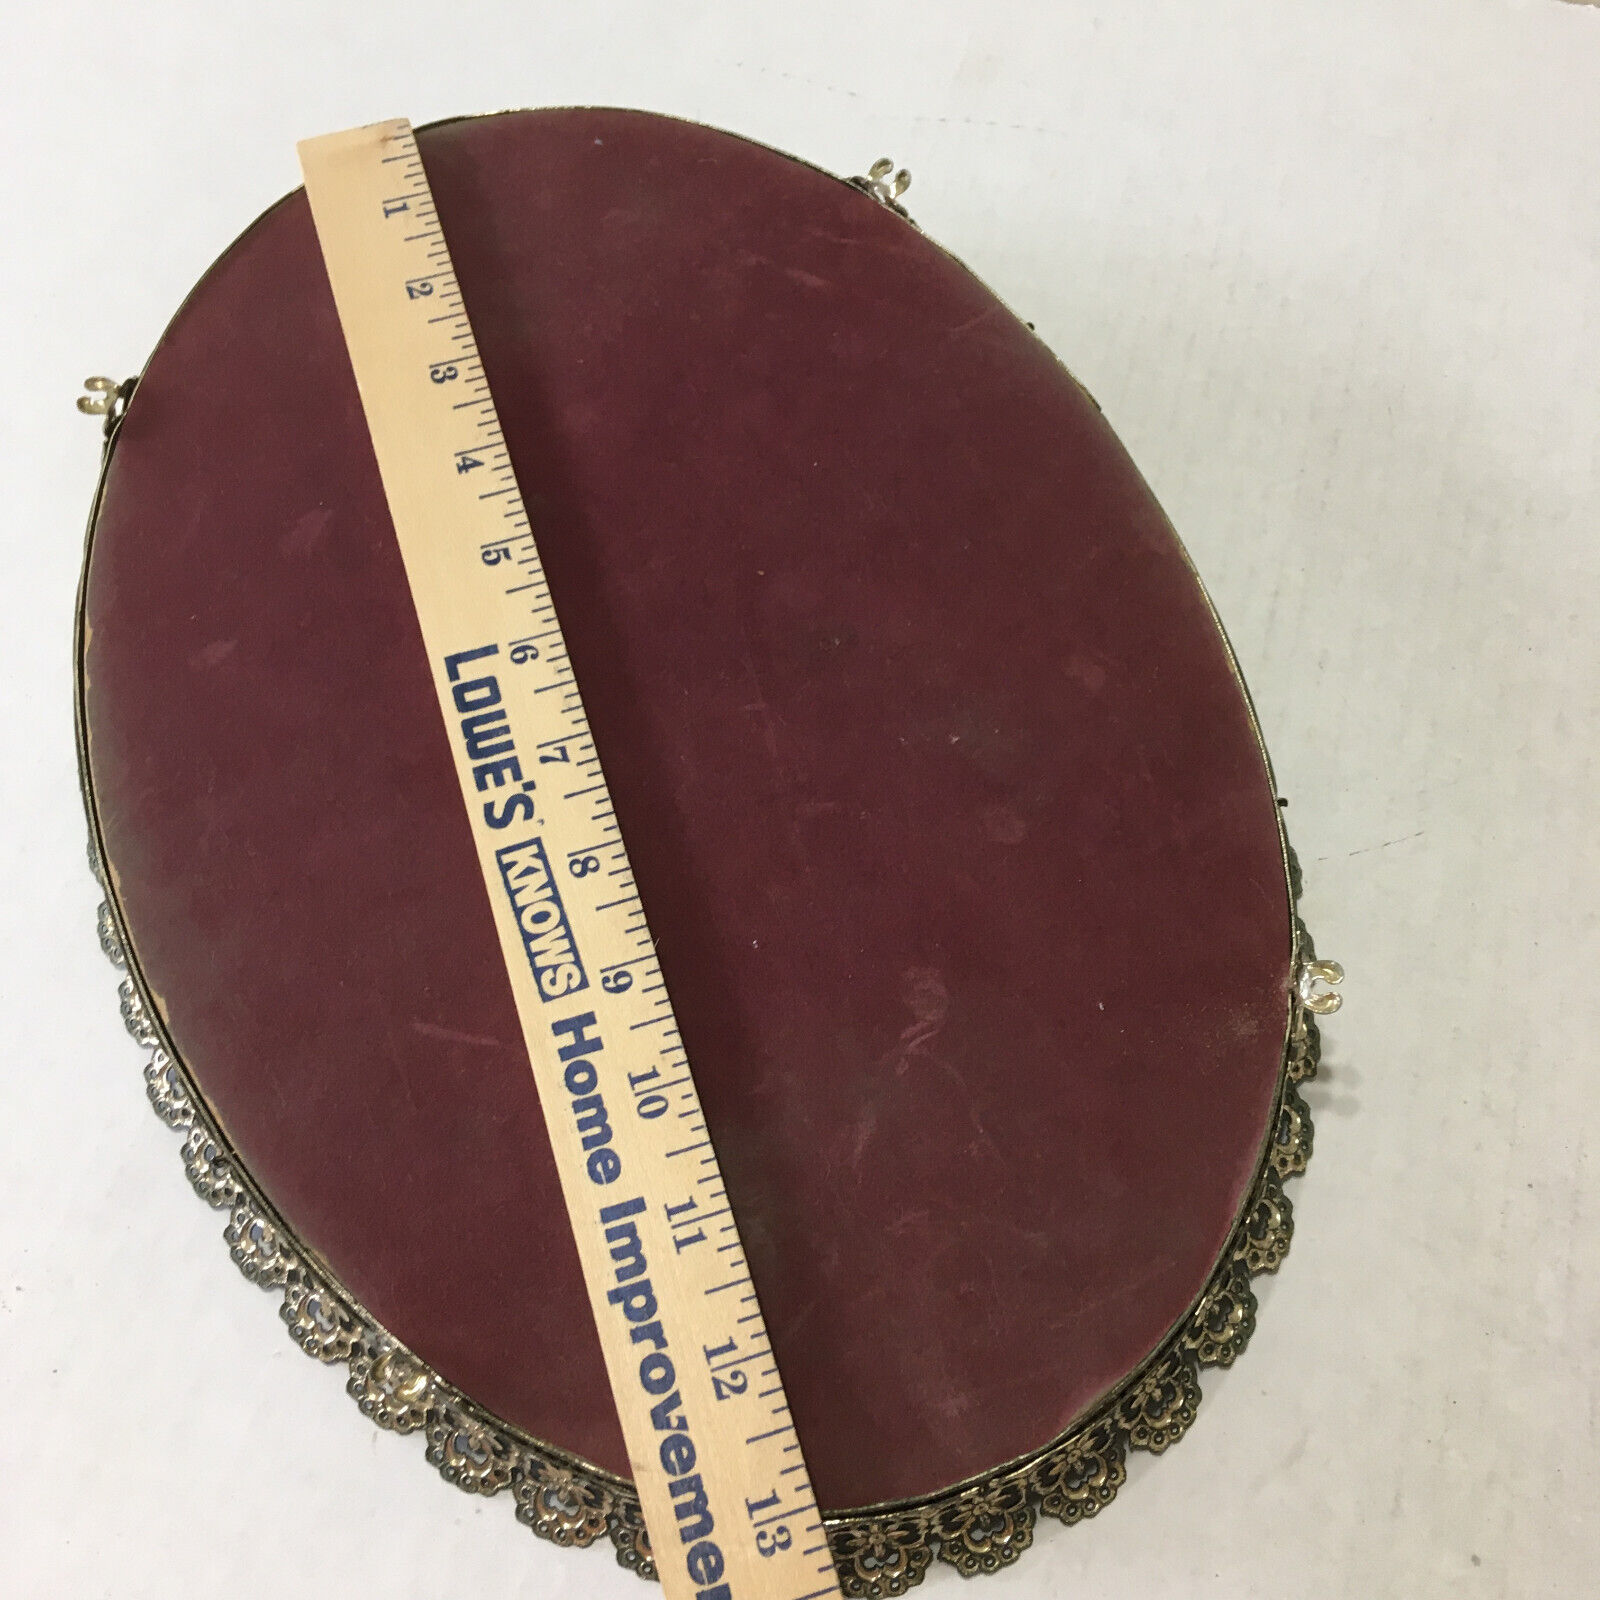 1 2 3 4 5 6 7 8 9 10 11 12 13
LOWE'S KNOWS Home Improvemen